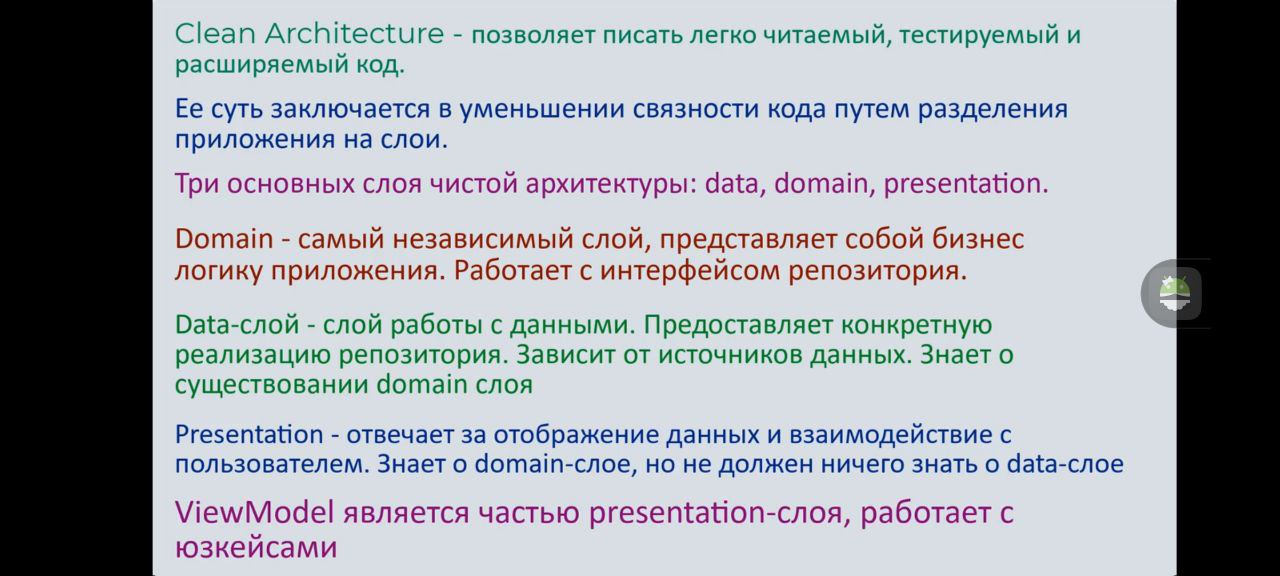 Clean Architecture - позволяет писать легко читаемый, тестируемый и
расширяемый код.
Ее суть заключается в уменьшении связности кода путем разделения
приложения на слои.
Три основных слоя чистой архитектуры: data, domain, presentation.
Domain - самый независимый слой, представляет собой бизнес
логику приложения. Работает с интерфейсом репозитория.
Data-слой - слой работы с данными. Предоставляет конкретную
реализацию репозитория. Зависит от источников данных. Знает о
существовании domain слоя
Presentation - отвечает за отображение данных и взаимодействие с
пользователем. Знает о domain-слое, но не должен ничего знать о data-слое
ViewModel является частью presentation-слоя, работает с
юзкейсами